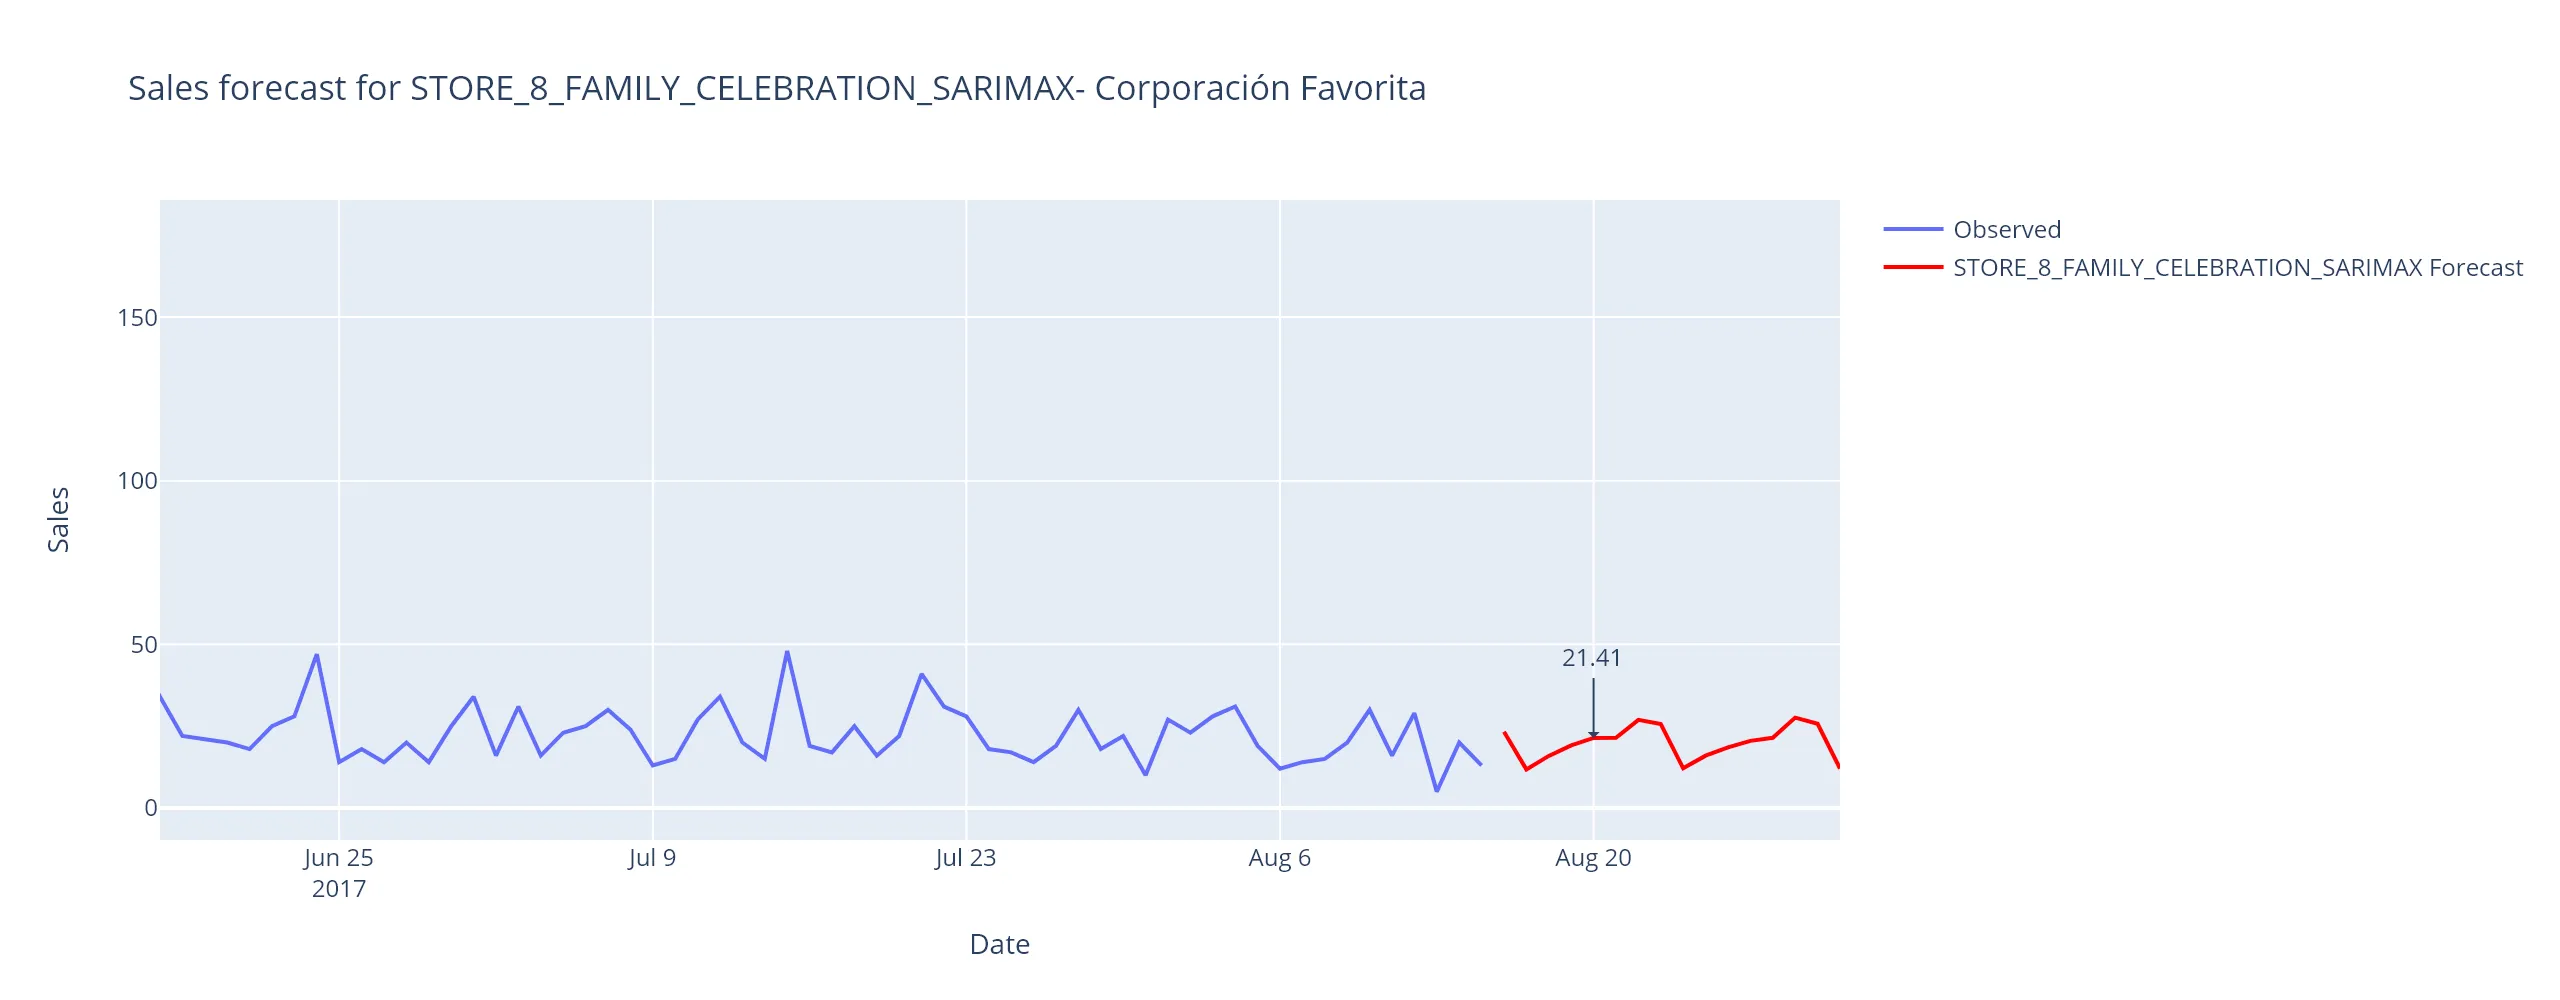 Sales forecast for STORE_8_FAMILY_CELEBRATION_SARIMAX- Corporación Favorita
Observed
STORE_8_FAMILY_CELEBRATION_SARIMAX Forecast
150
100
50
0
Sales
21.41
Jun 25
2017
Jul 9
Jul 23
Aug 6
Aug 20
Date